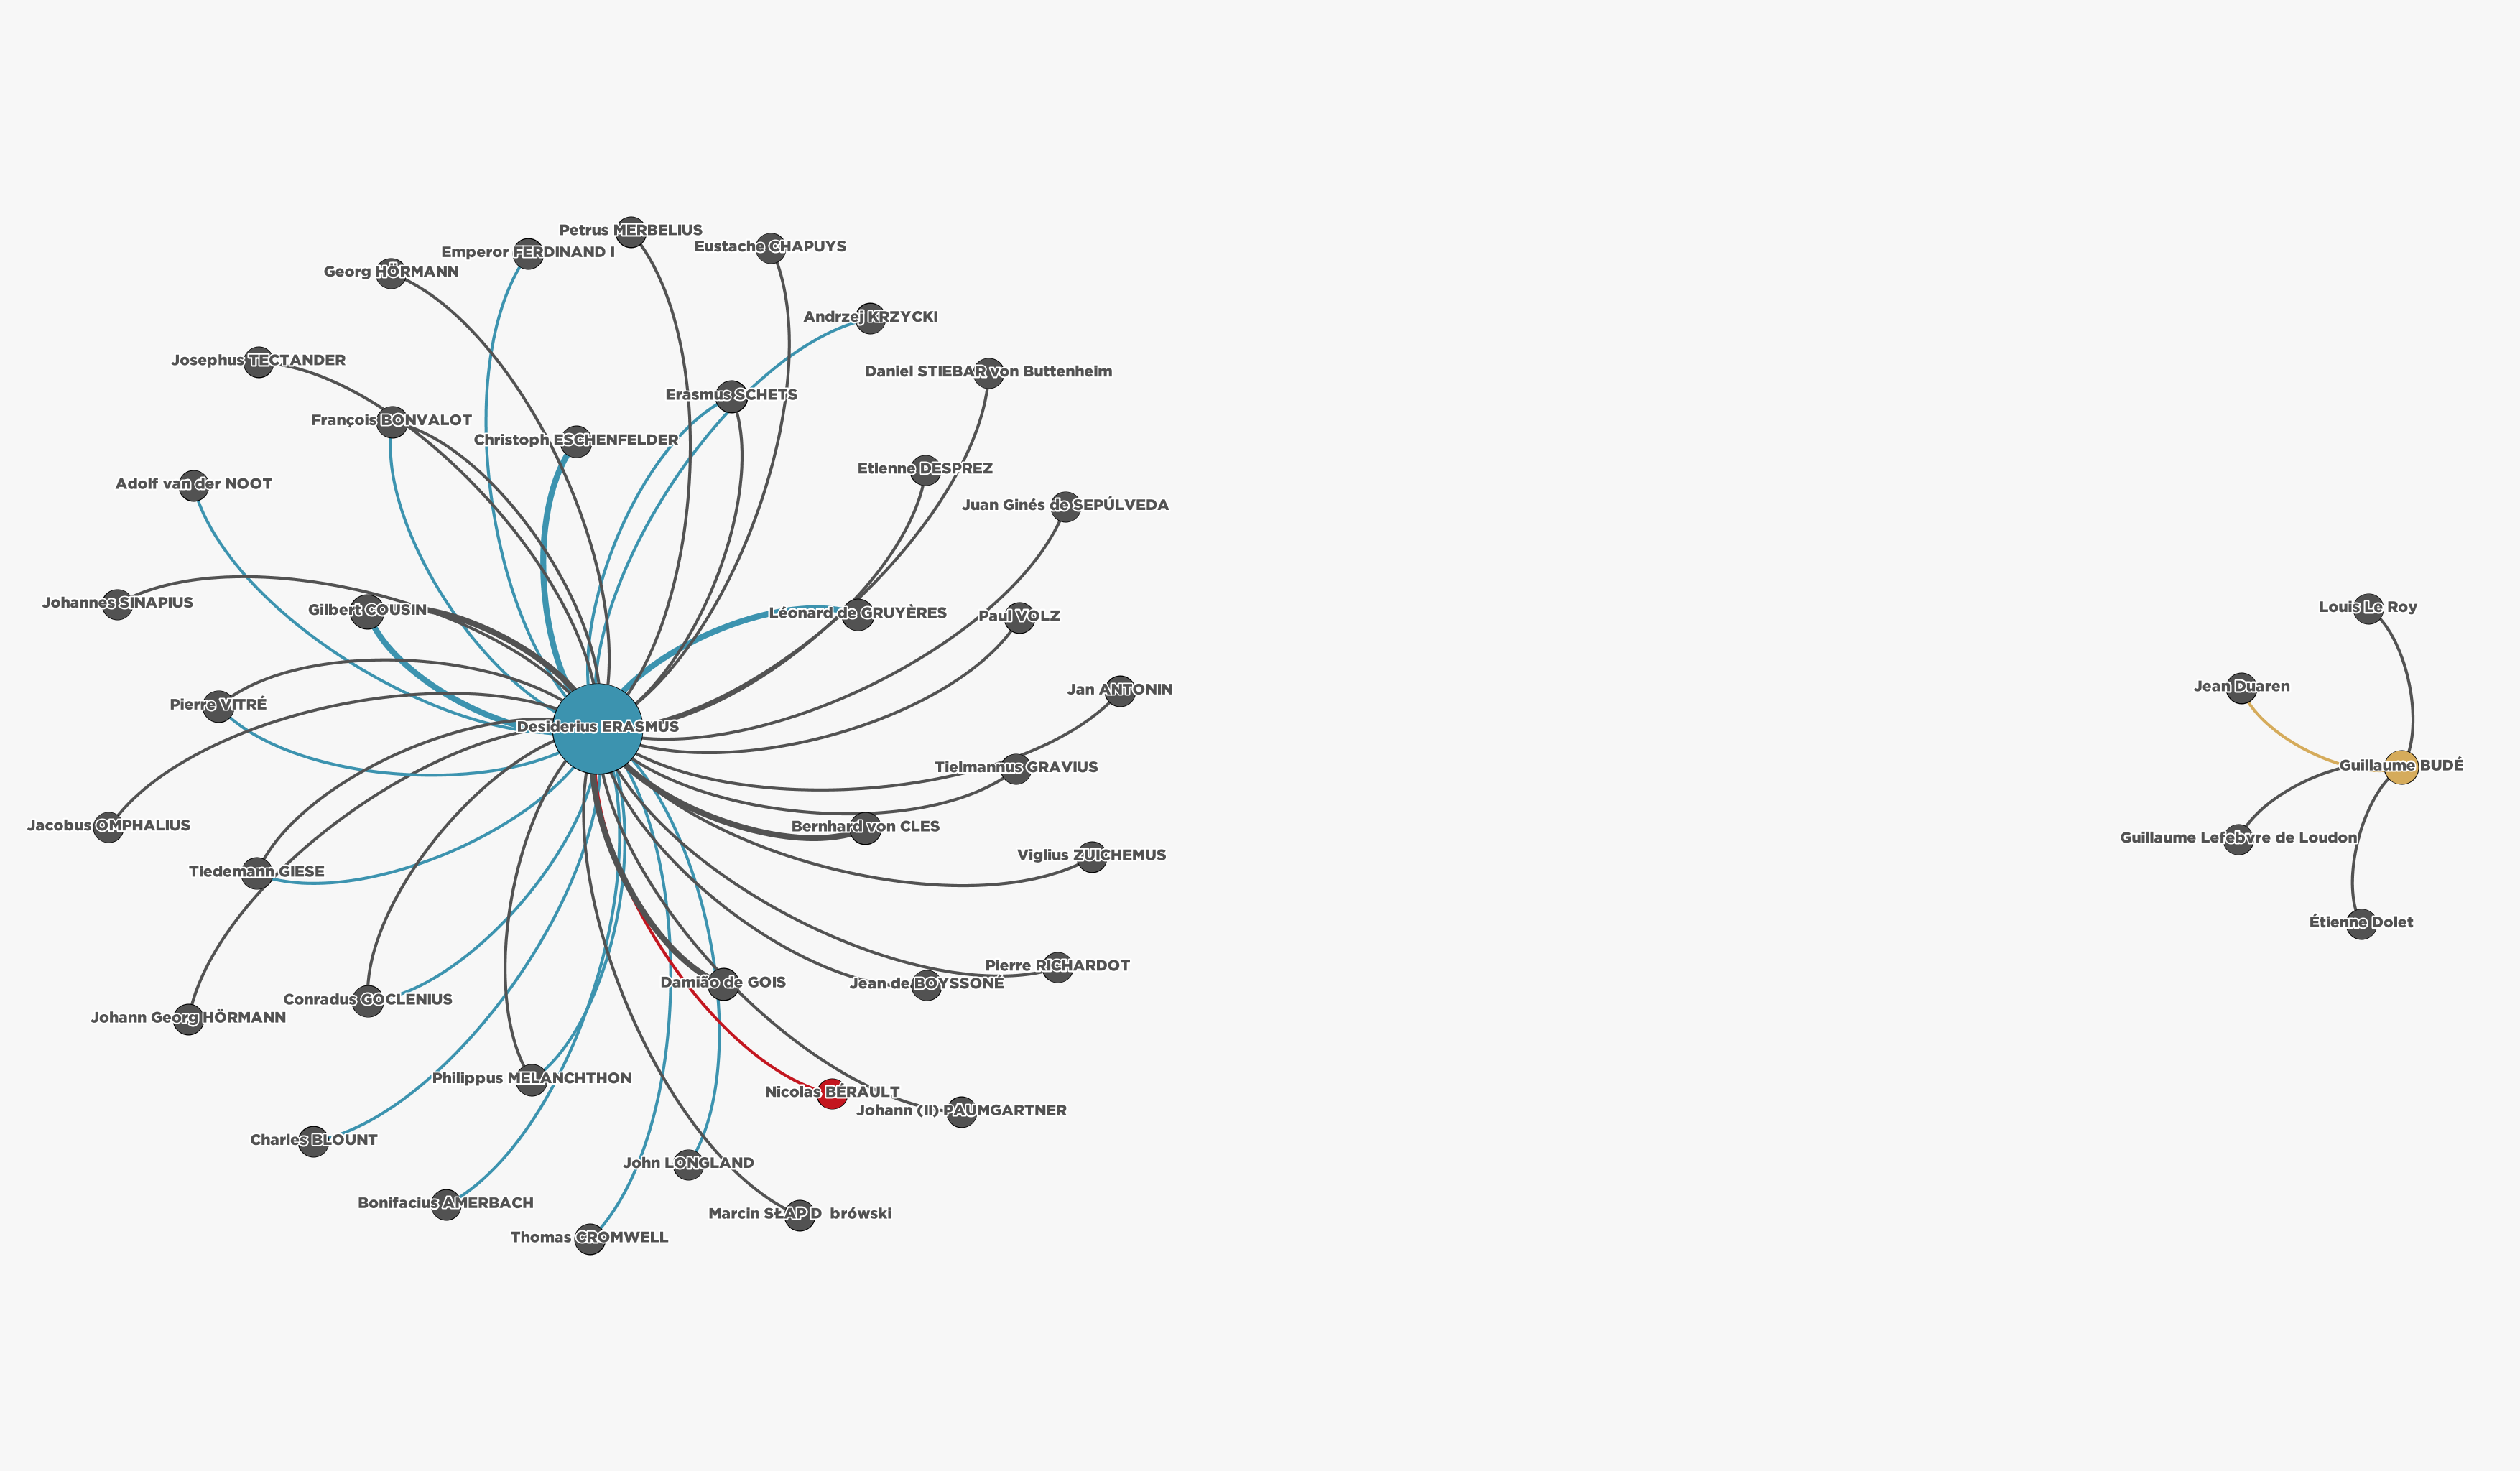 Petrus MERBELIUS
Eustache CHAPUYS
Emperor FERDINAND I
Georg HÖRMANN
Andrzej KRZYCKI
Josephus TECTANDER
Daniel STIEBAR von Buttenheim
Erasmus SCHETS
François BONVALOT
Christoph ESCHENFELDER
Etienne DESPREZ
Adolf van der NOOT
Juan Ginés de SEPÚLVEDA
Johannes SINAPIUS
Gilbert COUSIN
Léonard de GRUYÈRES
Paul VOLZ
Louis Le Roy
Jean Duaren
Jan ANTONIN
Pierre VITRÉ
Desiderius ERASMUS
Tielmannus GRAVIUS
Guillaume BUDÉ
Jacobus OMPHALIUS
Bernhard von CLES
Guillaume Lefebvre de Loudon
Viglius ZUICHEMUS
Tiedemann GIESE
Étienne Dolet
Pierre RICHARDOT
Damião de GOIS
Jean de BOYSSONÉ
Conradus GOCLENIUS
Johann Georg HÖRMANN
Philippus MELANCHTHON
Nicolas BÉRAULT
Johann (II) PAUMGARTNER
Charles BLOUNT
John LONGLAND
Bonifacius AMERBACH
Marcin SŁAP D brówski
Thomas CROMWELL